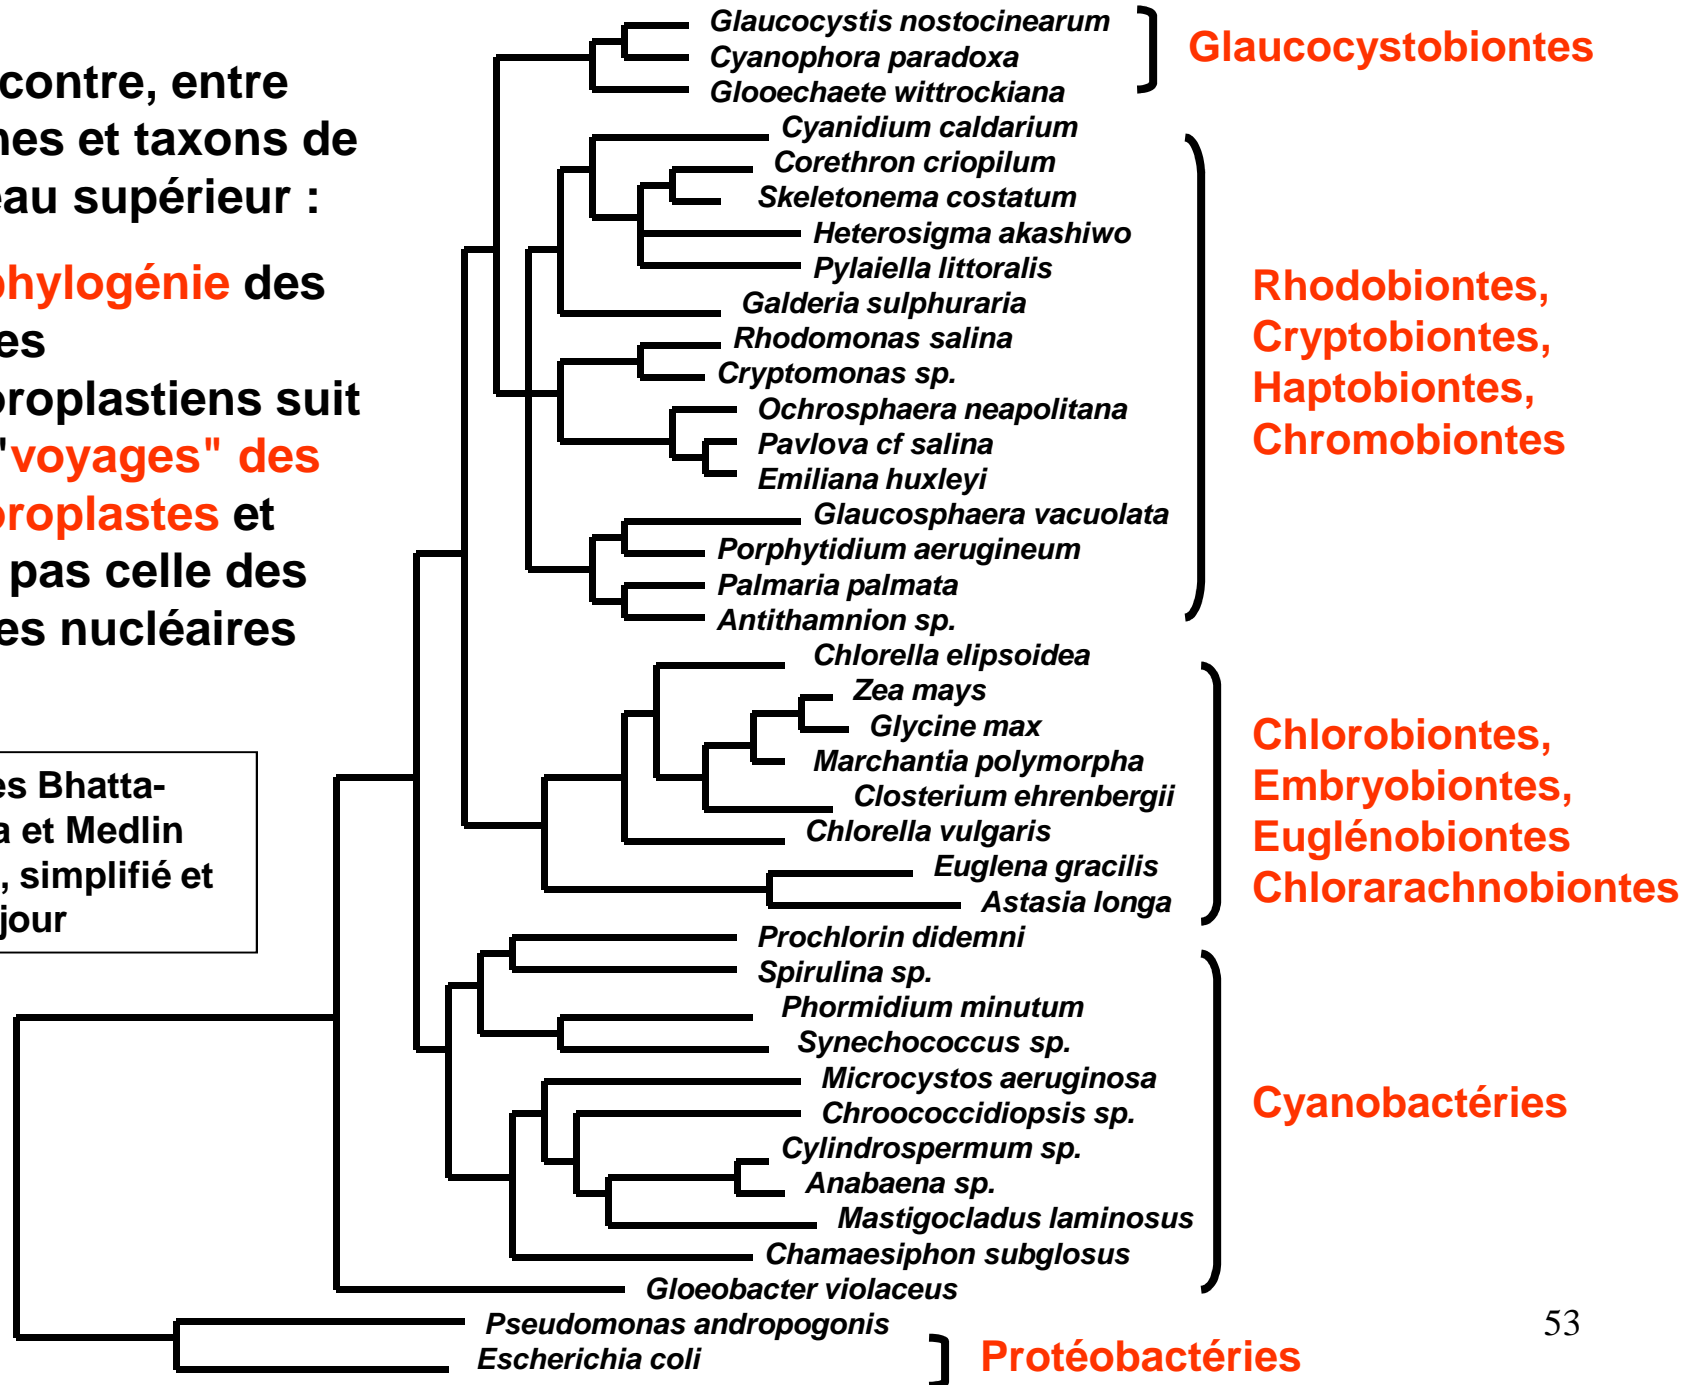 contre, entre
mes et taxons de
eau supérieur :
phylogénie des
es
oroplastiens suit
"voyages" des
oroplastes et
pas celle des
es nucléaires
es Bhatta-
a et Medlin
, simplifié et
jour
Glaucocystis nostocinearum
Cyanophora paradoxa
Glooechaete wittrockiana
Glaucocystobiontes
Cyanidium caldarium
Corethron criopilum
Skeletonema costatum
Heterosigma akashiwo
Pylaiella littoralis
Galderia sulphuraria
Rhodomonas salina
Cryptomonas sp.
Ochrosphaera neapolitana
Pavlova cf salina
Emiliana huxleyi
Glaucosphaera vacuolata
Porphytidium aerugineum
Palmaria palmata
Antithamnion sp.
Rhodobiontes,
Cryptobiontes,
Haptobiontes,
Chromobiontes
Chlorella elipsoidea
Zea mays
Glycine max
Marchantia polymorpha
Closterium ehrenbergii
Chlorella vulgaris
Euglena gracilis
Astasia longa
Chlorobiontes,
Embryobiontes,
Euglénobiontes
Chlorarachnobiontes
Prochlorin didemni
Spirulina sp.
Phormidium minutum
Synechococcus sp.
Microcystos aeruginosa
Chroococcidiopsis sp.
Cylindrospermum sp.
Anabaena sp.
Mastigocladus laminosus
Chamaesiphon subglosus
Gloeobacter violaceus
Cyanobactéries
Pseudomonas andropogonis
Escherichia coli
Protéobactéries
53